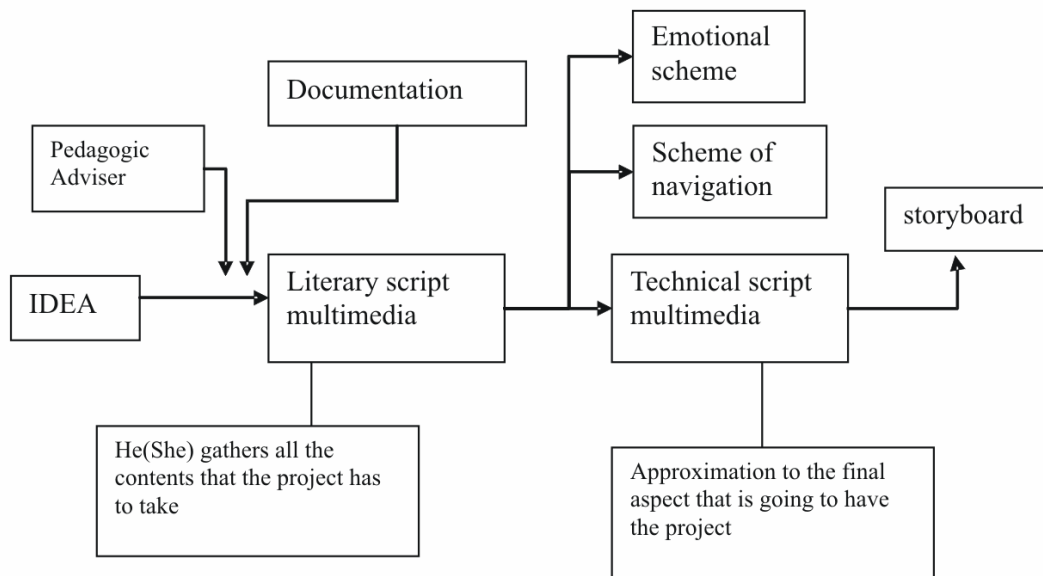 Emotional
scheme
Documentation
Pedagogic
Adviser
Scheme of
navigation
storyboard
IDEA
Literary script
multimedia
Technical script
multimedia
He(She) gathers all the
contents that the project has
to take
Approximation to the final
aspect that is going to have
the project